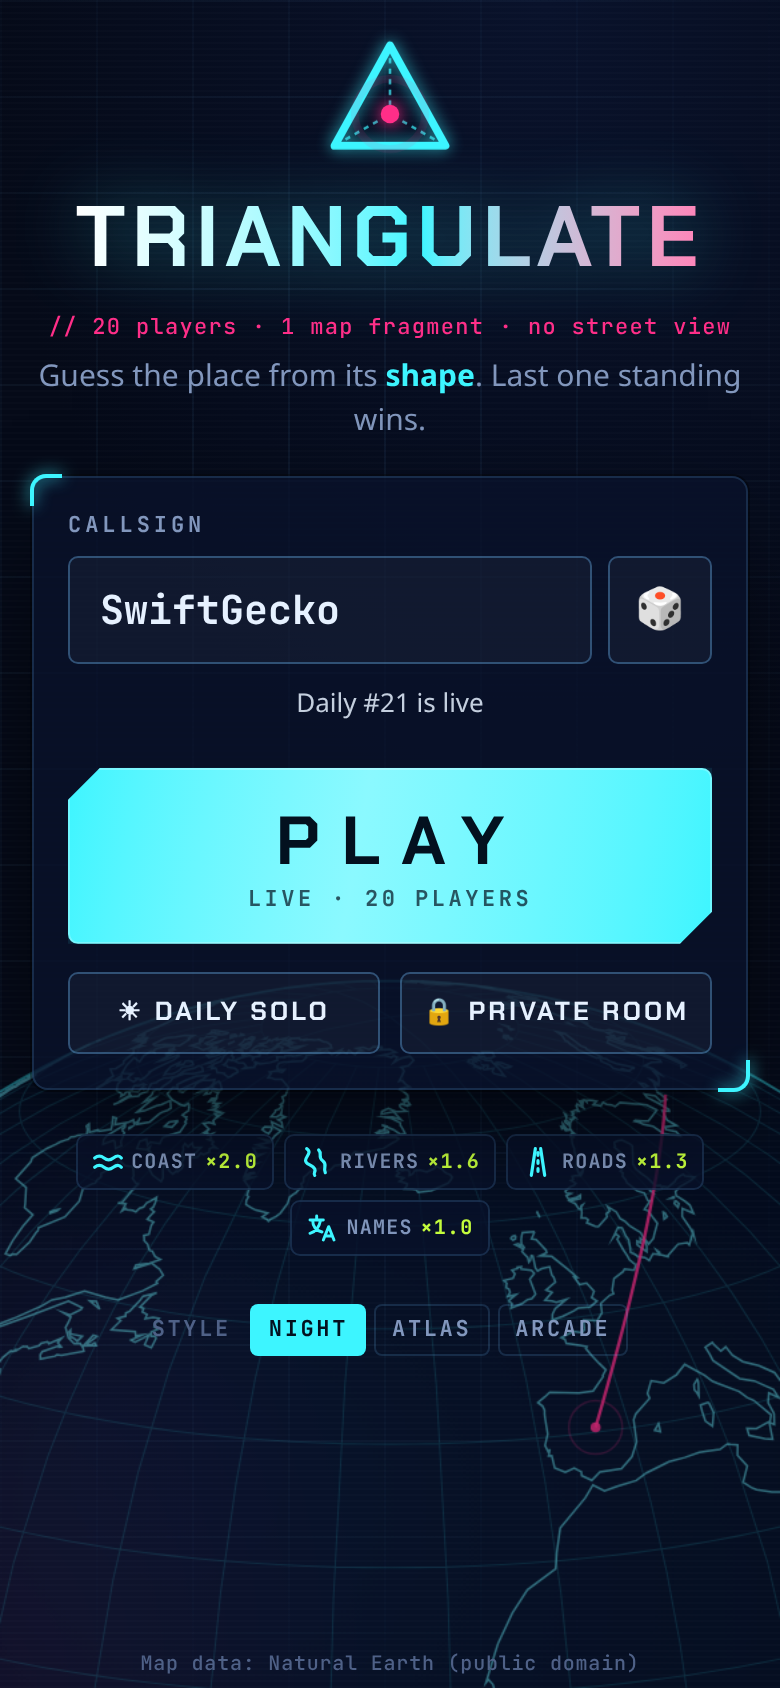 TRIANGULATE
// 20 players · 1 map fragment · no street view
Guess the place from its shape. Last one standing
wins.
CALLSIGN
SwiftGecko
Daily #21 is live
PLAY
LIVE · 20 PLAYERS
☀ DAILY SOLO
🔒 PRIVATE ROOM
COAST ×2.0
RIVERS ×1.6
ROADS ×1.3
NAMES ×1.0
STYLE NIGHT ATLAS ARCADE
Map data: Natural Earth (public domain)